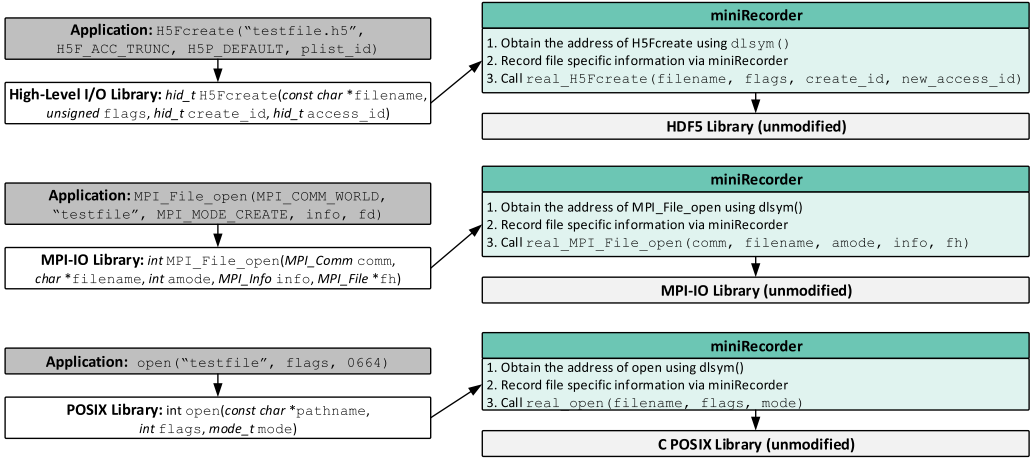 Application: H5Fcreate(“testfile.h5”,
H5F_ACC_TRUNC, H5P_DEFAULT, plist_id)
High-Level I/O Library: hid_t H5Fcreate(const char *filename,
unsigned flags, hid_t create_id, hid_t access_id)
miniRecorder
1. Obtain the address of H5Fcreate using dlsym()
2. Record file specific information via miniRecorder
3. Call real_H5Fcreate(filename, flags, create_id, new_access_id)
HDF5 Library (unmodified)
Application: MPI_File_open(MPI_COMM_WORLD,
“testfile”, MPI_MODE_CREATE, info, fd)
MPI-IO Library: int MPI_File_open(MPI_Comm comm,
char *filename, int amode, MPI_Info info, MPI_File *fh)
miniRecorder
1. Obtain the address of MPI_File_open using dlsym()
2. Record file specific information via miniRecorder
3. Call real_MPI_File_open(comm, filename, amode, info, fh)
MPI-IO Library (unmodified)
Application: open(“testfile”, flags, 0664)
POSIX Library: int open(const char *pathname,
int flags, mode_t mode)
miniRecorder
1. Obtain the address of open using dlsym()
2. Record file specific information via miniRecorder
3. Call real_open(filename, flags, mode)
C POSIX Library (unmodified)